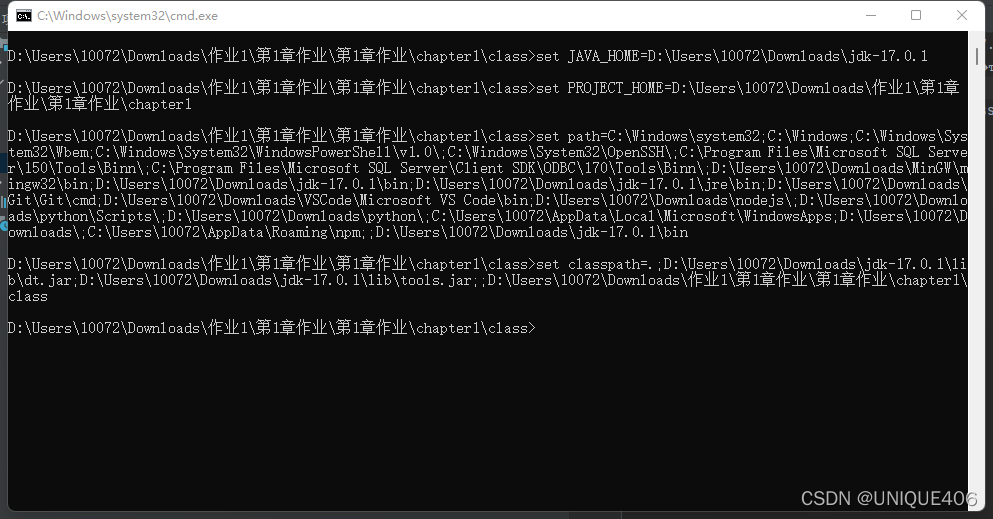 C:\Windows\system32\cmd.exe
D:\Users\10072\Downloads\作业1\第1章作业\第1章作业\chapter1\class>set JAVA_HOME=D:\Users\10072\Downloads\jdk-17.0.1
D:\Users\10072\Downloads\作业1\第1章作业\第1章作业\chapter1\class>set PROJECT_HOME=D:\Users\10072\Downloads\作业1\第1章
作业\第1章作业\chapter1
D:\Users\10072\Downloads\作业1\第1章作业\第1章作业\chapter1\class>set path=C:\Windows\system32;C:\Windows;C:\Windows\Sys
tem32\Wbem;C:\Windows\System32\WindowsPowerShell\v1.0\;C:\Windows\System32\OpenSSH\;C:\Program Files\Microsoft SQL Serve
r\150\Tools\Binn\;C:\Program Files\Microsoft SQL Server\Client SDK\ODBC\170\Tools\Binn\;D:\Users\10072\Downloads\MinGW\m
ingw32\bin;D:\Users\10072\Downloads\jdk-17.0.1\bin;D:\Users\10072\Downloads\jdk-17.0.1\jre\bin;D:\Users\10072\Downloads\
Git\Git\cmd;D:\Users\10072\Downloads\VSCode\Microsoft VS Code\bin;D:\Users\10072\Downloads\nodejs\;D:\Users\10072\Downlo
ads\python\Scripts\;D:\Users\10072\Downloads\python\;C:\Users\10072\AppData\Local\Microsoft\WindowsApps;D:\Users\10072\D
ownloads\;C:\Users\10072\AppData\Roaming\npm;;D:\Users\10072\Downloads\jdk-17.0.1\bin
D:\Users\10072\Downloads\作业1\第1章作业\第1章作业\chapter1\class>set classpath=.;D:\Users\10072\Downloads\jdk-17.0.1\li
b\dt.jar;D:\Users\10072\Downloads\jdk-17.0.1\lib\tools.jar;;D:\Users\10072\Downloads\作业1\第1章作业\第1章作业\chapter1\
class
D:\Users\10072\Downloads\作业1\第1章作业\第1章作业\chapter1\class>
CSDN @UNIQUE406